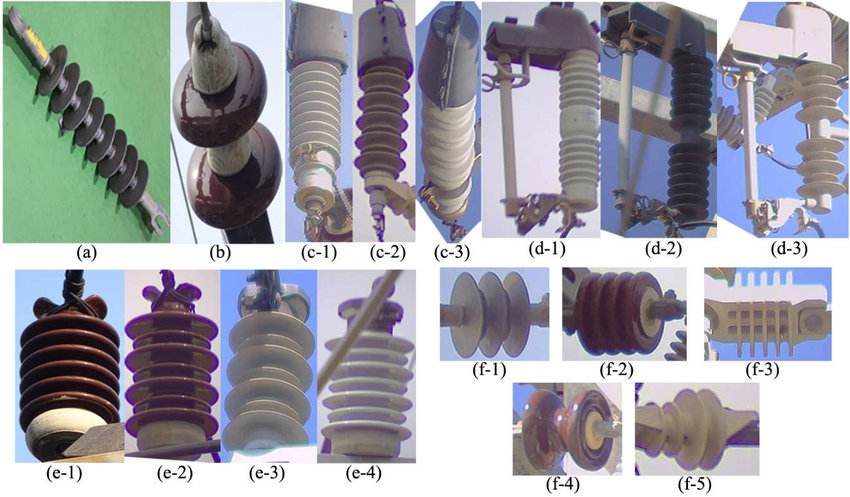 (a)
(b)
(c-1)
(c-2)
(c-3)
(d-1)
(d-2)
(d-3)
(e-1)
(e-2)
(e-3)
(e-4)
(f-1)
(f-2)
(f-3)
(f-4)
(f-5)